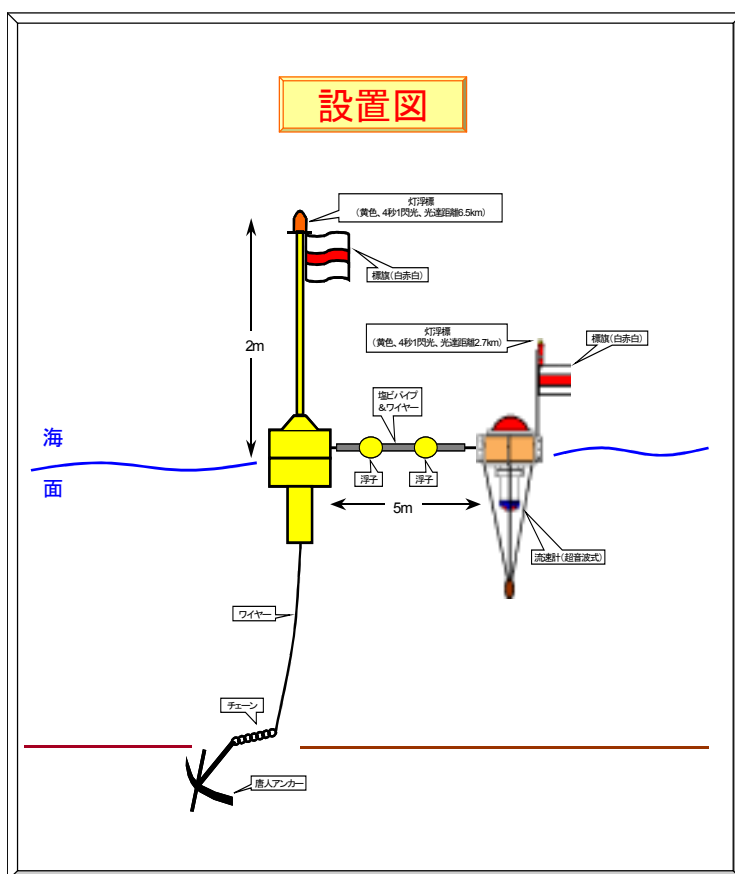 設置図
灯浮標
(黄色、4秒1閃光、光達距離6.5km)
標旗(白赤白)
2m
灯浮標
(黄色、4秒1閃光、光達距離2.7km)
標旗(白赤白)
塩ビパイプ
&ワイヤー
海
面
浮子
浮子
5m
流速計(超音波式)
ワイヤー
チェーン
唐人アンカー